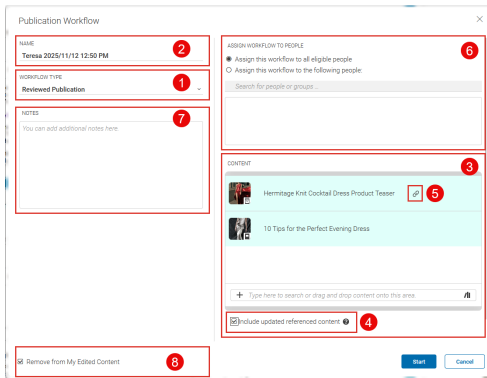 Publication Workflow
NAME
Teresa 2025/11/12 12:50 PM
2
WORKFLOW TYPE
Reviewed Publication
1
NOTES
7
You can add additional notes here
ASSIGN WORKFLOW TO PEOPLE
6
Assign this workflow to all eligible people
Assign this workflow to the following people:
Search for people or groups ...
CONTENT
3
Hermitage Knit Cocktail Dress Product Teaser
5
10 Tips for the Perfect Evening Dress
Type here to search or drag and drop content onto this area.
Include updated referenced content ?
4
Remove from My Edited Content
8
Start
Cancel